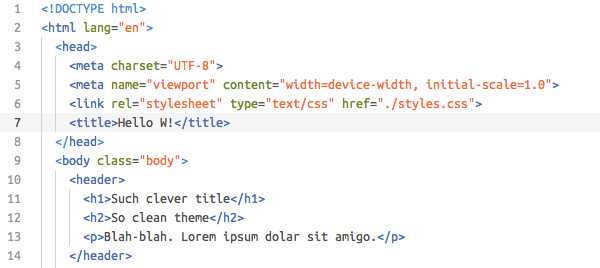 1 <!DOCTYPE html>
2 <html lang="en">
3 <head>
4 <meta charset="UTF-8">
5 <meta name="viewport" content="width=device-width, initial-scale=1.0">
6 <link rel="stylesheet" type="text/css" href="./styles.css">
7 <title>Hello W!</title>
8 </head>
9 <body class="body">
10 <header>
11 <h1>Such clever title</h1>
12 <h2>So clean theme</h2>
13 <p>Blah-blah. Lorem ipsum dolar sit amigo.</p>
14 </header>